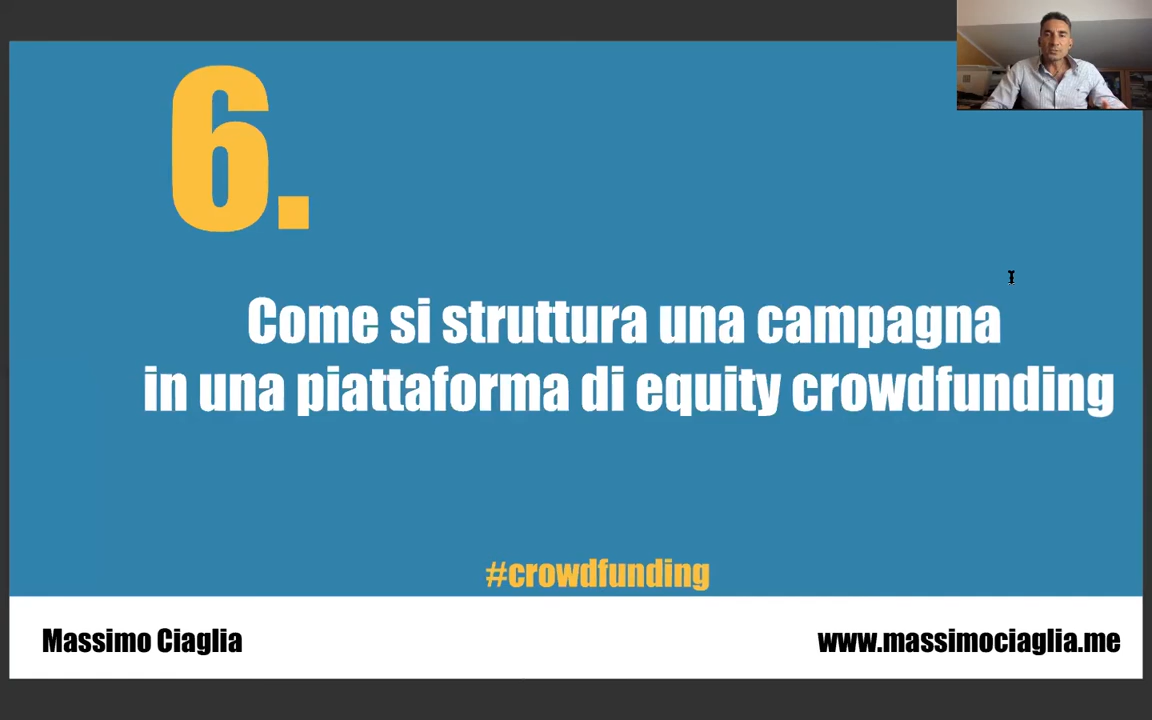 6.
Come si struttura una campagna
in una piattaforma di equity crowdfunding
#crowdfunding
Massimo Ciaglia
www.massimociaglia.me